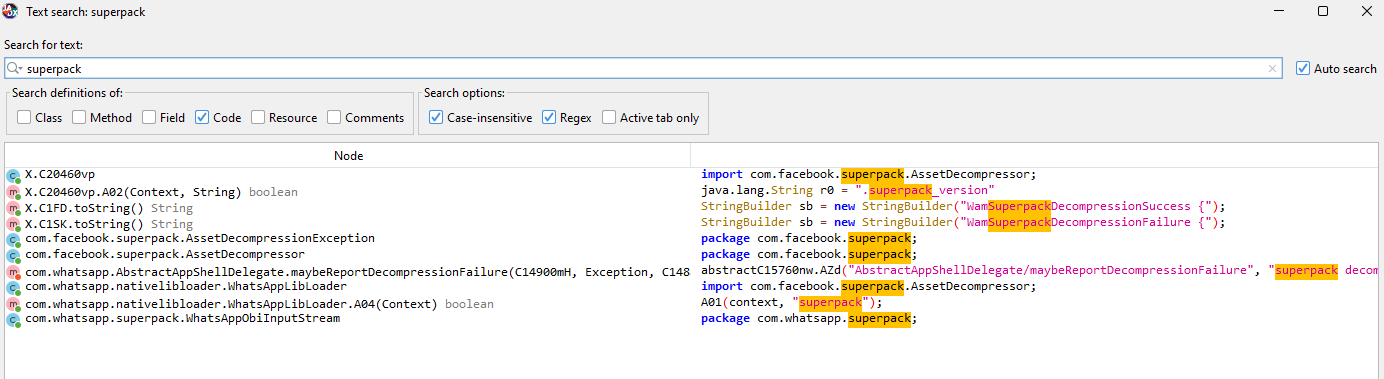 Text search: superpack
Search for text:
superpack
Auto search
Search definitions of:
Search options:
Class Method Field Code Resource Comments
Case-insensitive Regex Active tab only
Node
X.C20460vp import com.facebook.superpack.AssetDecompressor;
X.C20460vp.A02(Context, String) boolean java.lang.String r0 = ".superpack_version"
X.C1FD.toString() String StringBuilder sb = new StringBuilder("WamSuperpackDecompressionSuccess {");
X.C1SK.toString() String StringBuilder sb = new StringBuilder("WamSuperpackDecompressionFailure {");
com.facebook.superpack.AssetDecompressionException package com.facebook.superpack;
com.facebook.superpack.AssetDecompressor package com.facebook.superpack;
com.whatsapp.AbstractAppShellDelegate.maybeReportDecompressionFailure(C14900mH, Exception, C148 abstractC15760nw.AZd("AbstractAppShellDelegate/maybeReportDecompressionFailure", "superpack decom
com.whatsapp.nativelibloader.WhatsAppLibLoader import com.facebook.superpack.AssetDecompressor;
com.whatsapp.nativelibloader.WhatsAppLibLoader.A04(Context) boolean A01(context, "superpack");
com.whatsapp.superpack.WhatsAppObiInputStream package com.whatsapp.superpack;